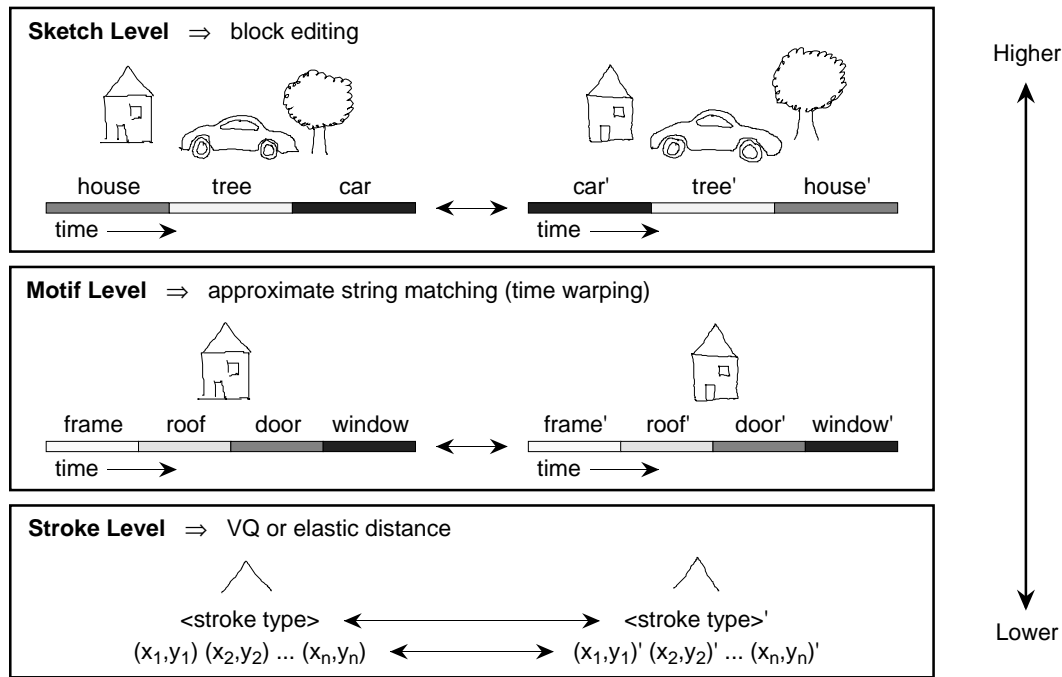 Sketch Level ⇒ block editing
Higher
house tree car car' tree' house'
time time
Motif Level ⇒ approximate string matching (time warping)
frame roof door window frame' roof' door' window'
time time
Stroke Level ⇒ VQ or elastic distance
<stroke type> <stroke type>'
Lower
(x₁,y₁) (x₂,y₂) ... (xₙ,yₙ) (x₁,y₁)' (x₂,y₂)' ... (xₙ,yₙ)'